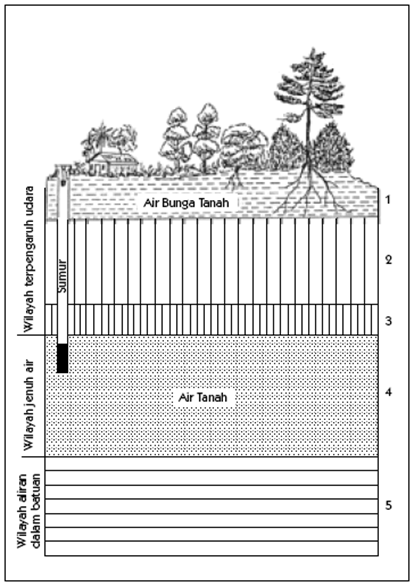 Air Bunga Tanah
1
Wilayah terpengaruh udara
Sumur
2
3
Wilayah jenuh air
Air Tanah
4
Wilayah aliran
dalam batuan
5